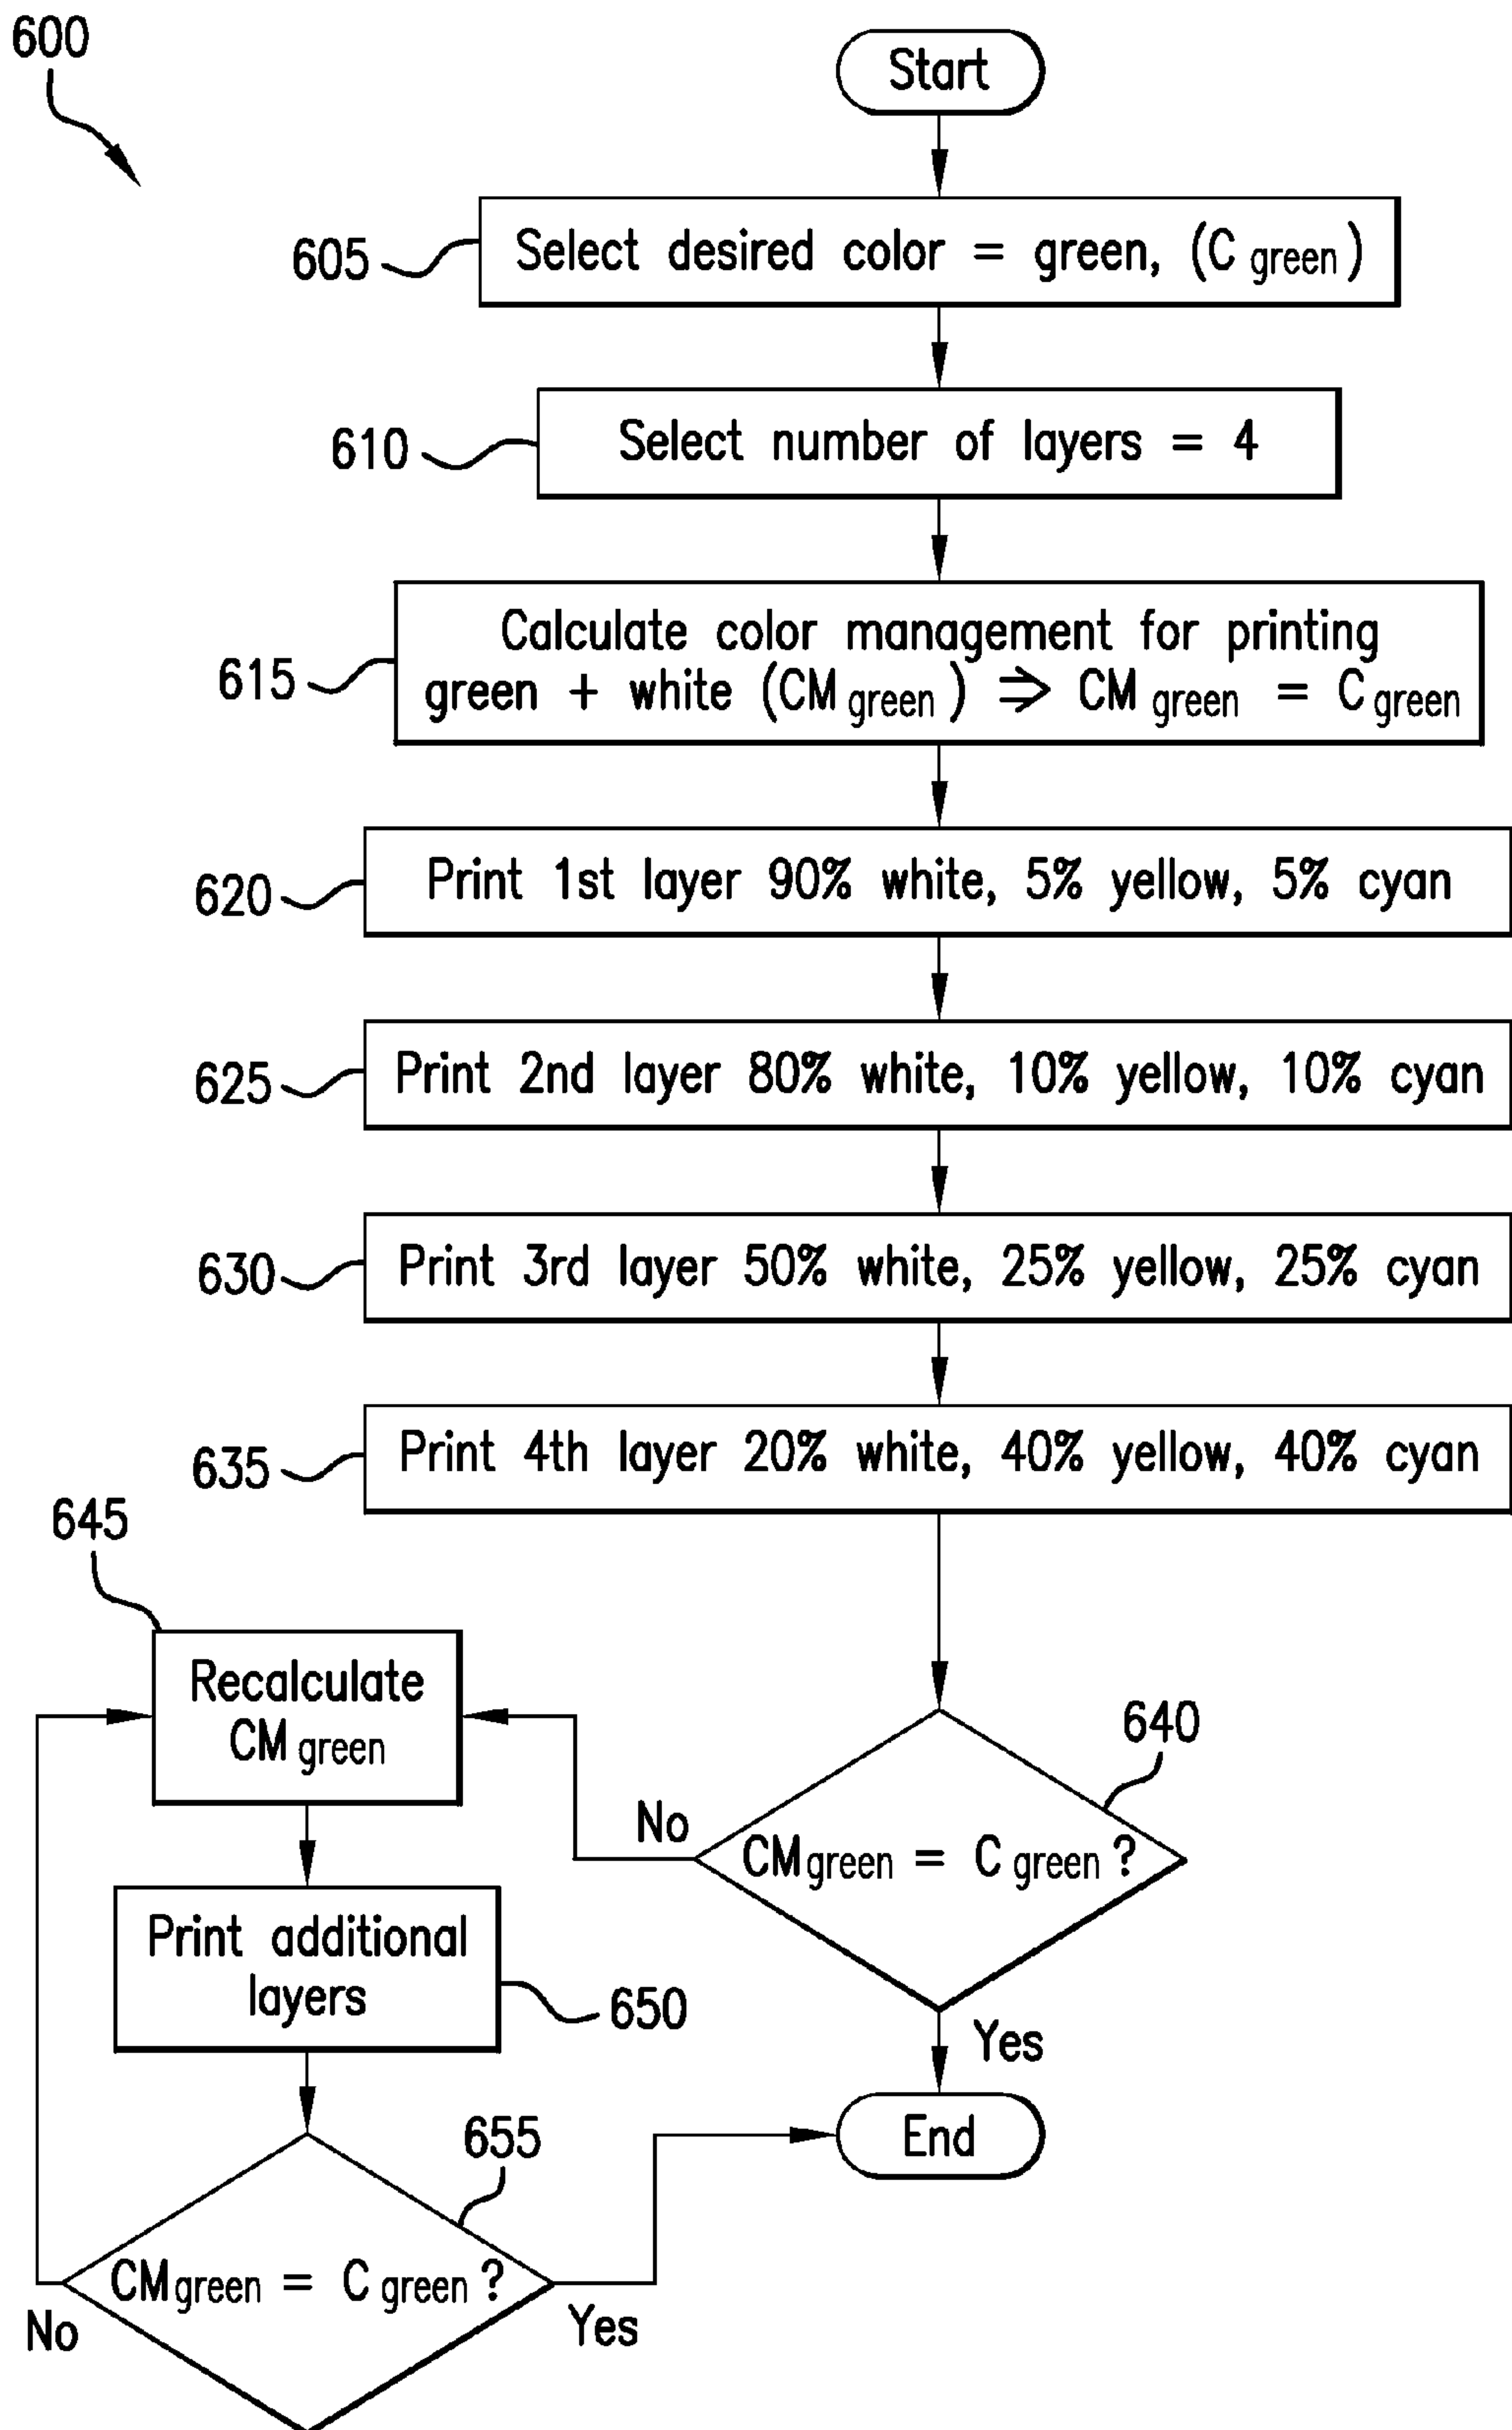 600
Start
605
Select desired color = green, (C green)
610
Select number of layers = 4
615
Calculate color management for printing
green + white (CM green) ⇒ CM green = C green
620
Print 1st layer 90% white, 5% yellow, 5% cyan
625
Print 2nd layer 80% white, 10% yellow, 10% cyan
630
Print 3rd layer 50% white, 25% yellow, 25% cyan
635
Print 4th layer 20% white, 40% yellow, 40% cyan
645
Recalculate
CM green
640
No
CM green = C green ?
Print additional
layers
650
Yes
End
655
CM green = C green ?
No
Yes